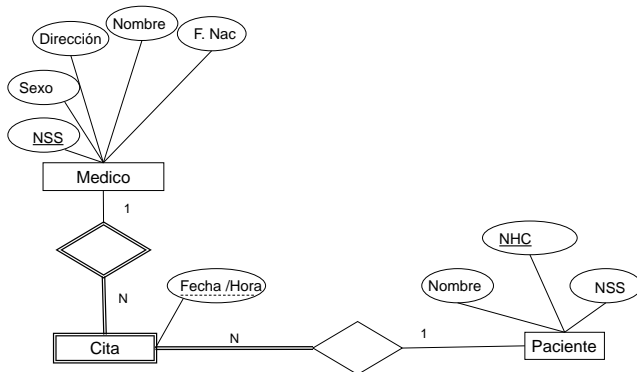 Nombre
Dirección
F. Nac
Sexo
NSS
Medico
1
NHC
Fecha /Hora
Nombre
NSS
N
N
1
Cita
Paciente